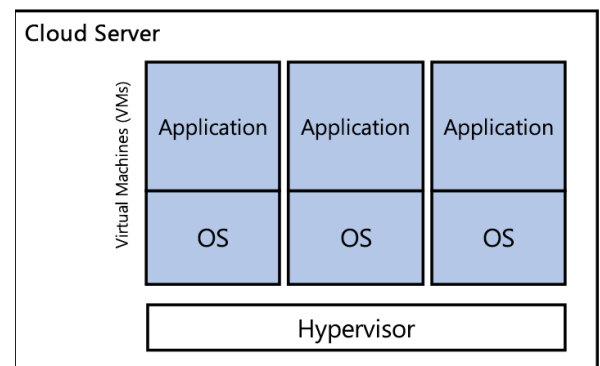 Cloud Server
Virtual Machines (VMs)
Application
Application
Application
OS
OS
OS
Hypervisor